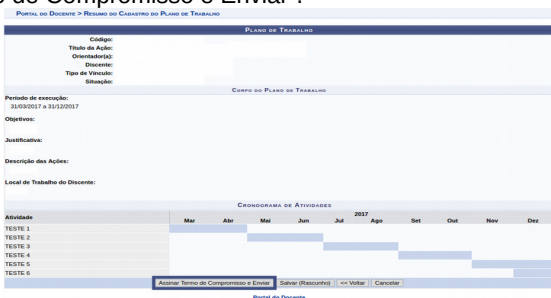 de Compromisso e Enviar".
Portal do Docente > Resumo do Cadastro do Plano de Trabalho
Plano de Trabalho
Código:
Título da Ação:
Orientador(a):
Discente:
Tipo de Vínculo:
Situação:
Corpo do Plano de Trabalho
Período de execução:
31/03/2017 a 31/12/2017
Objetivos:
Justificativa:
Descrição das Ações:
Local de Trabalho do Discente:
Cronograma de Atividades
2017
Atividade Mar Abr Mai Jun Jul Ago Set Out Nov Dez
TESTE 1
TESTE 2
TESTE 3
TESTE 4
TESTE 5
TESTE 6
Assinar Termo de Compromisso e Enviar Salvar (Rascunho) << Voltar Cancelar
Portal do Docente